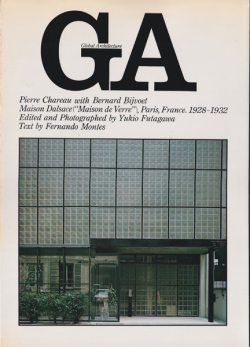 GA
Global Architecture
Pierre Chareau with Bernard Bijvoet
Maison Dalsace ("Maison de Verre"), Paris, France. 1928-1932
Edited and Photographed by Yukio Futagawa
Text by Fernando Montes